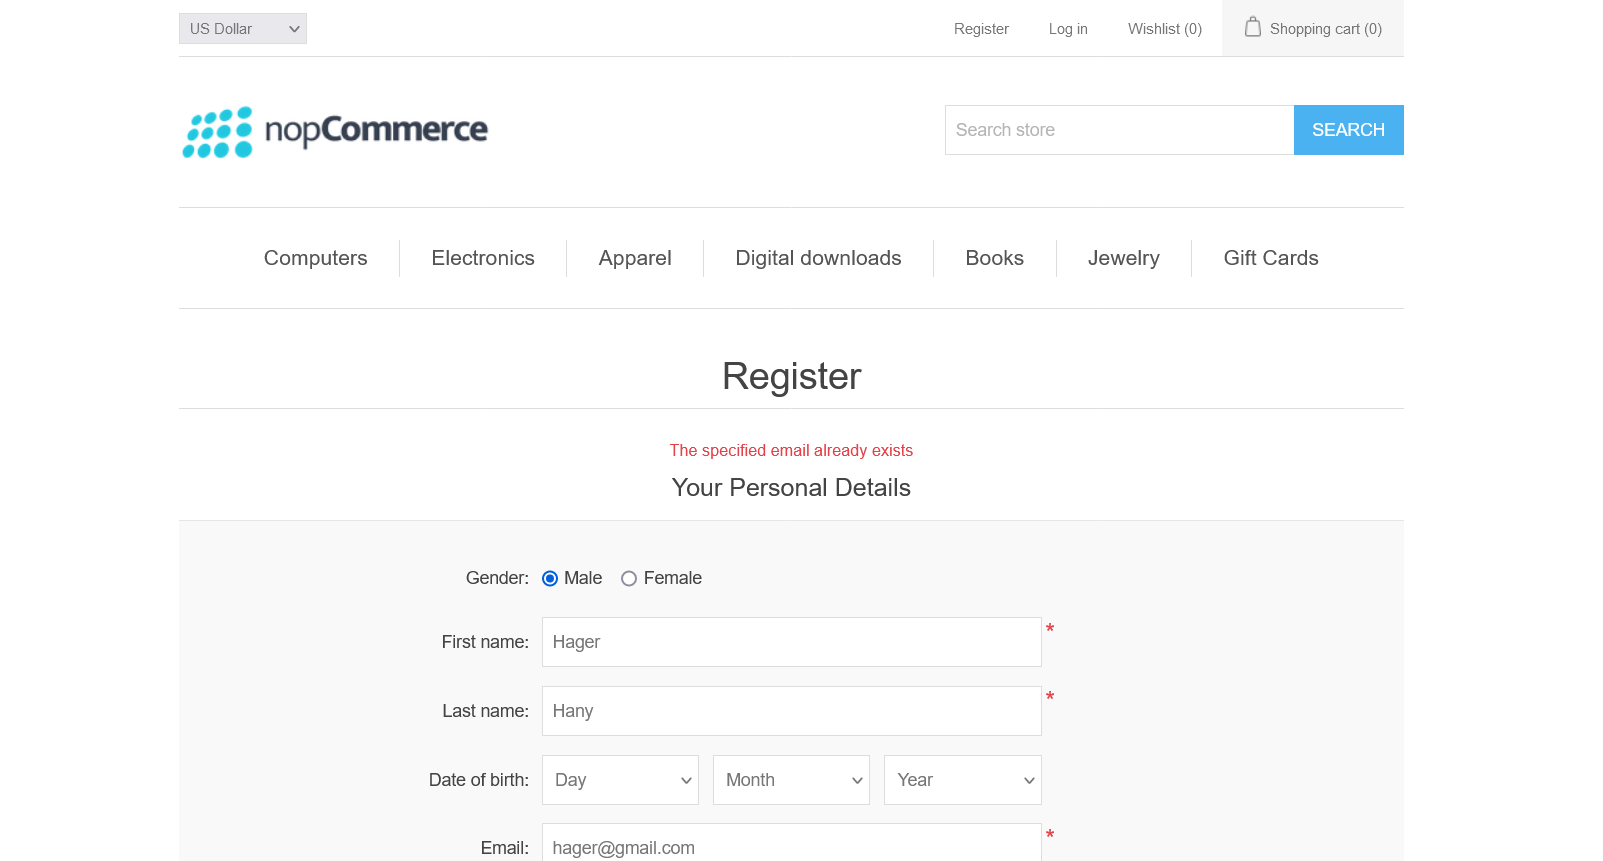 US Dollar
Register
Log in
Wishlist (0)
Shopping cart (0)
nopCommerce
Search store
SEARCH
Computers
Electronics
Apparel
Digital downloads
Books
Jewelry
Gift Cards
Register
The specified email already exists
Your Personal Details
Gender: Male Female
First name: Hager *
Last name: Hany *
Date of birth: Day Month Year
Email: hager@gmail.com *